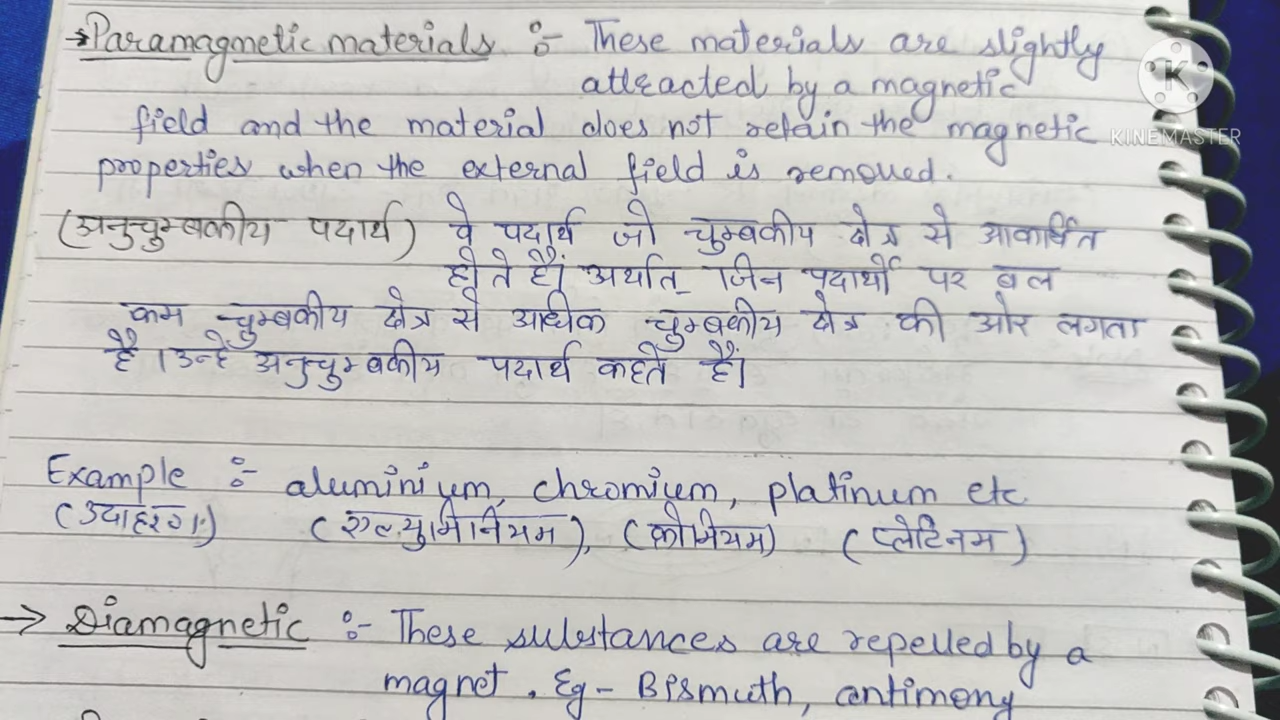 → Paramagnetic materials :- These materials are slightly
attracted by a magnetic
field and the material does not retain the magnetic
properties when the external field is removed.
(अनुचुम्बकीय पदार्थ) वे पदार्थ जो चुम्बकीय क्षेत्र से आकर्षित
होते हैं। अर्थात् जिन पदार्थों पर बल
कम चुम्बकीय क्षेत्र से अधिक चुम्बकीय क्षेत्र की ओर लगता
है। उन्हे अनुचुम्बकीय पदार्थ कहते हैं।
Example :- aluminium, chromium, platinum etc
(उदाहरण :) (एल्युमिनियम), (क्रोमियम) (प्लेटिनम)
→ Diamagnetic :- These substances are repelled by a
magnet. Eg - Bismuth, antimony
K
KINEMASTER